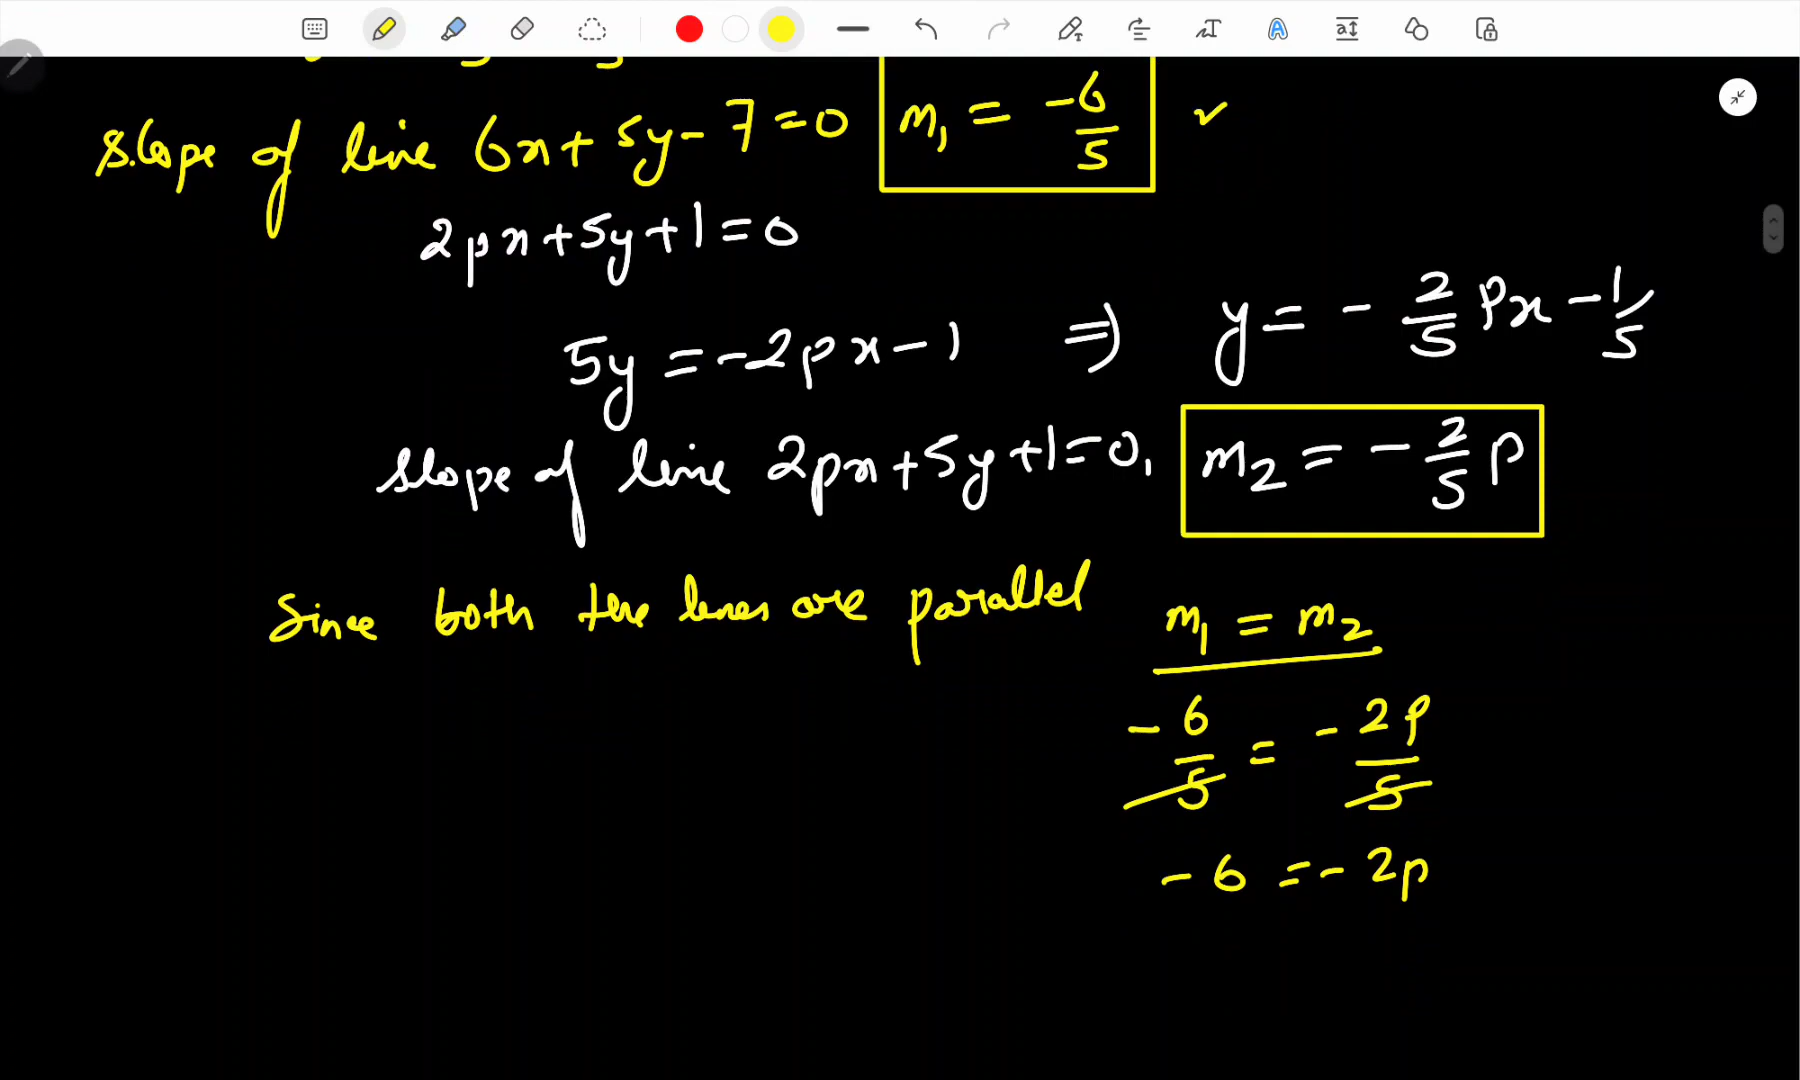 slope of line 6x + 5y - 7 = 0 m₁ = -6/5 ✓
2px + 5y + 1 = 0
5y = -2px - 1 ⇒ y = - 2/5 px - 1/5
slope of line 2px + 5y + 1 = 0, m₂ = - 2/5 p
Since both the lines are parallel m₁ = m₂
- 6/5 = - 2p/5
- 6 = - 2p